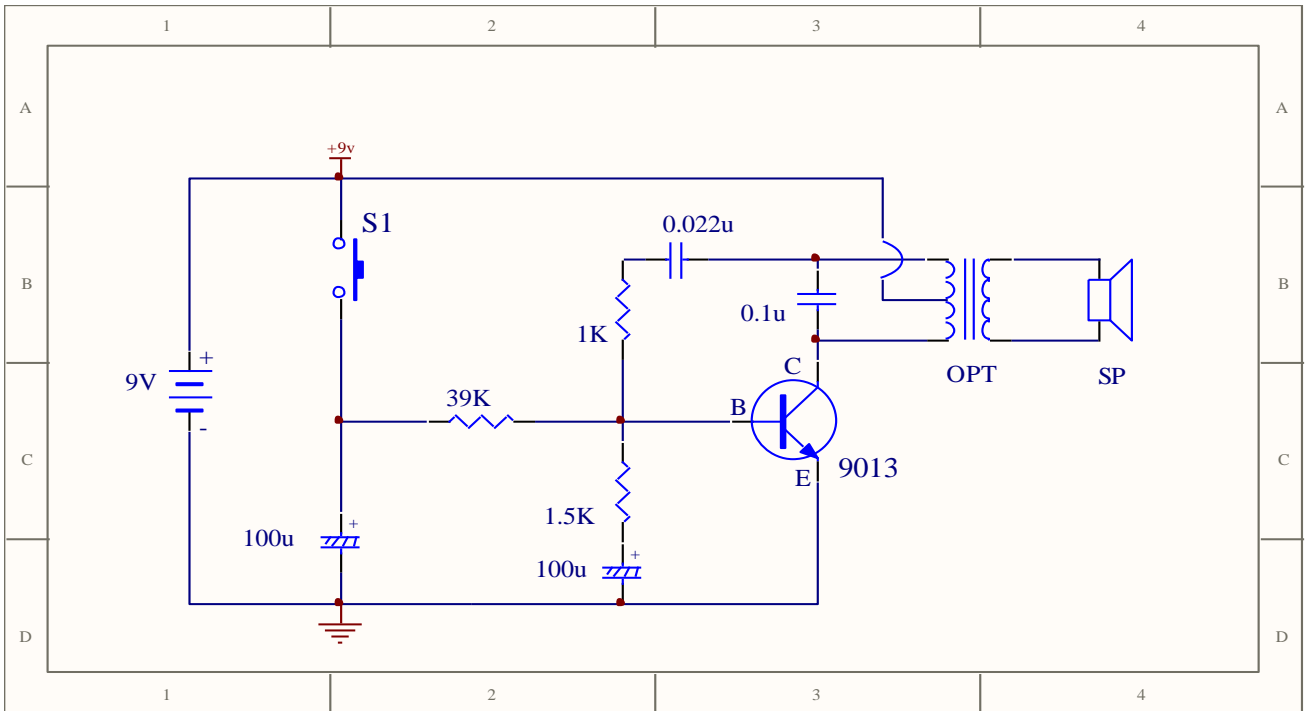 1 2 3 4
A A
+9v
S1
0.022u
B B
0.1u
1K
+
9V
-
39K
C
OPT
SP
B
C C
E
9013
1.5K
+
100u
+
100u
D D
1 2 3 4